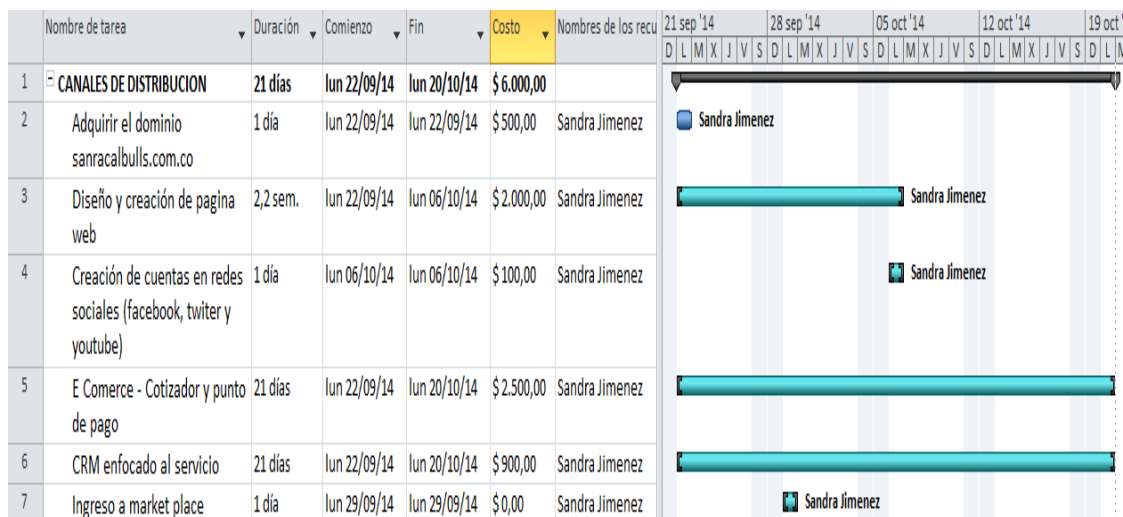 Nombre de tarea Duración Comienzo Fin Costo Nombres de los recu 21 sep '14 28 sep '14 05 oct '14 12 oct '14 19 oct '
D L M X J V S D L M X J V S D L M X J V S D L M X J V S D L M
1 CANALES DE DISTRIBUCION 21 días lun 22/09/14 lun 20/10/14 $ 6.000,00
2 Adquirir el dominio 1 día lun 22/09/14 lun 22/09/14 $ 500,00 Sandra Jimenez Sandra Jimenez
sanracalbulls.com.co
3 Diseño y creación de pagina 2,2 sem. lun 22/09/14 lun 06/10/14 $ 2.000,00 Sandra Jimenez Sandra Jimenez
web
4 Creación de cuentas en redes 1 día lun 06/10/14 lun 06/10/14 $ 100,00 Sandra Jimenez Sandra Jimenez
sociales (facebook, twiter y
youtube)
5 E Comerce - Cotizador y punto 21 días lun 22/09/14 lun 20/10/14 $ 2.500,00 Sandra Jimenez
de pago
6 CRM enfocado al servicio 21 días lun 22/09/14 lun 20/10/14 $ 900,00 Sandra Jimenez
7 Ingreso a market place 1 día lun 29/09/14 lun 29/09/14 $ 0,00 Sandra Jimenez Sandra Jimenez